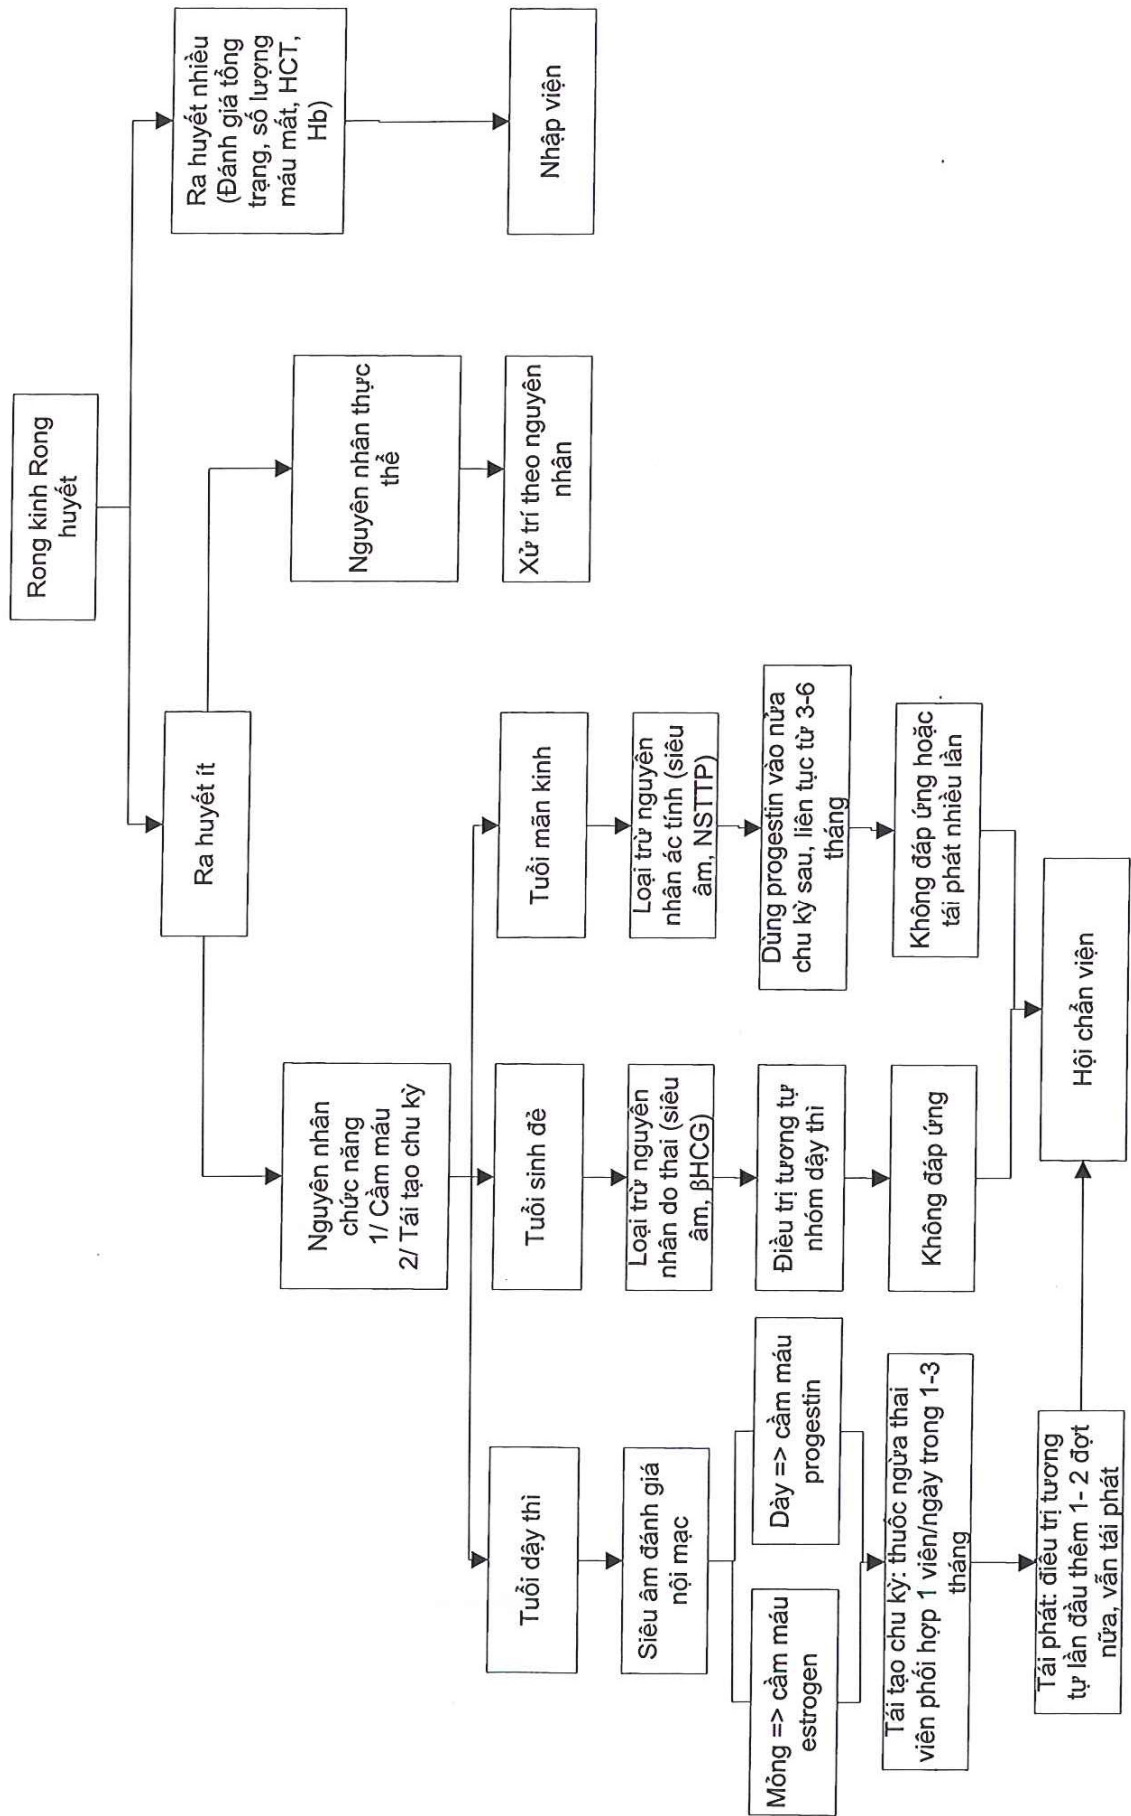 Rong kinh Rong
huyết
Ra huyết ít
Ra huyết nhiều
(Đánh giá tổng
trạng, số lượng
máu mất, HCT,
Hb)
Nguyên nhân
chức năng
1/ Cầm máu
2/ Tái tạo chu kỳ
Nguyên nhân thực
thể
Nhập viện
Tuổi dậy thì
Tuổi sinh đẻ
Tuổi mãn kinh
Xử trí theo nguyên
nhân
Siêu âm đánh giá
nội mạc
Loại trừ nguyên
nhân do thai (siêu
âm, βHCG)
Loại trừ nguyên
nhân ác tính (siêu
âm, NSTTP)
Mỏng => cầm máu
estrogen
Dày => cầm máu
progestin
Điều trị tương tự
nhóm dậy thì
Dùng progestin vào nửa
chu kỳ sau, liên tục từ 3-6
tháng
Tái tạo chu kỳ: thuốc ngừa thai
viên phối hợp 1 viên/ngày trong 1-3
tháng
Không đáp ứng
Không đáp ứng hoặc
tái phát nhiều lần
Tái phát: điều trị tương
tự lần đầu thêm 1- 2 đợt
nữa, vẫn tái phát
Hội chẩn viện